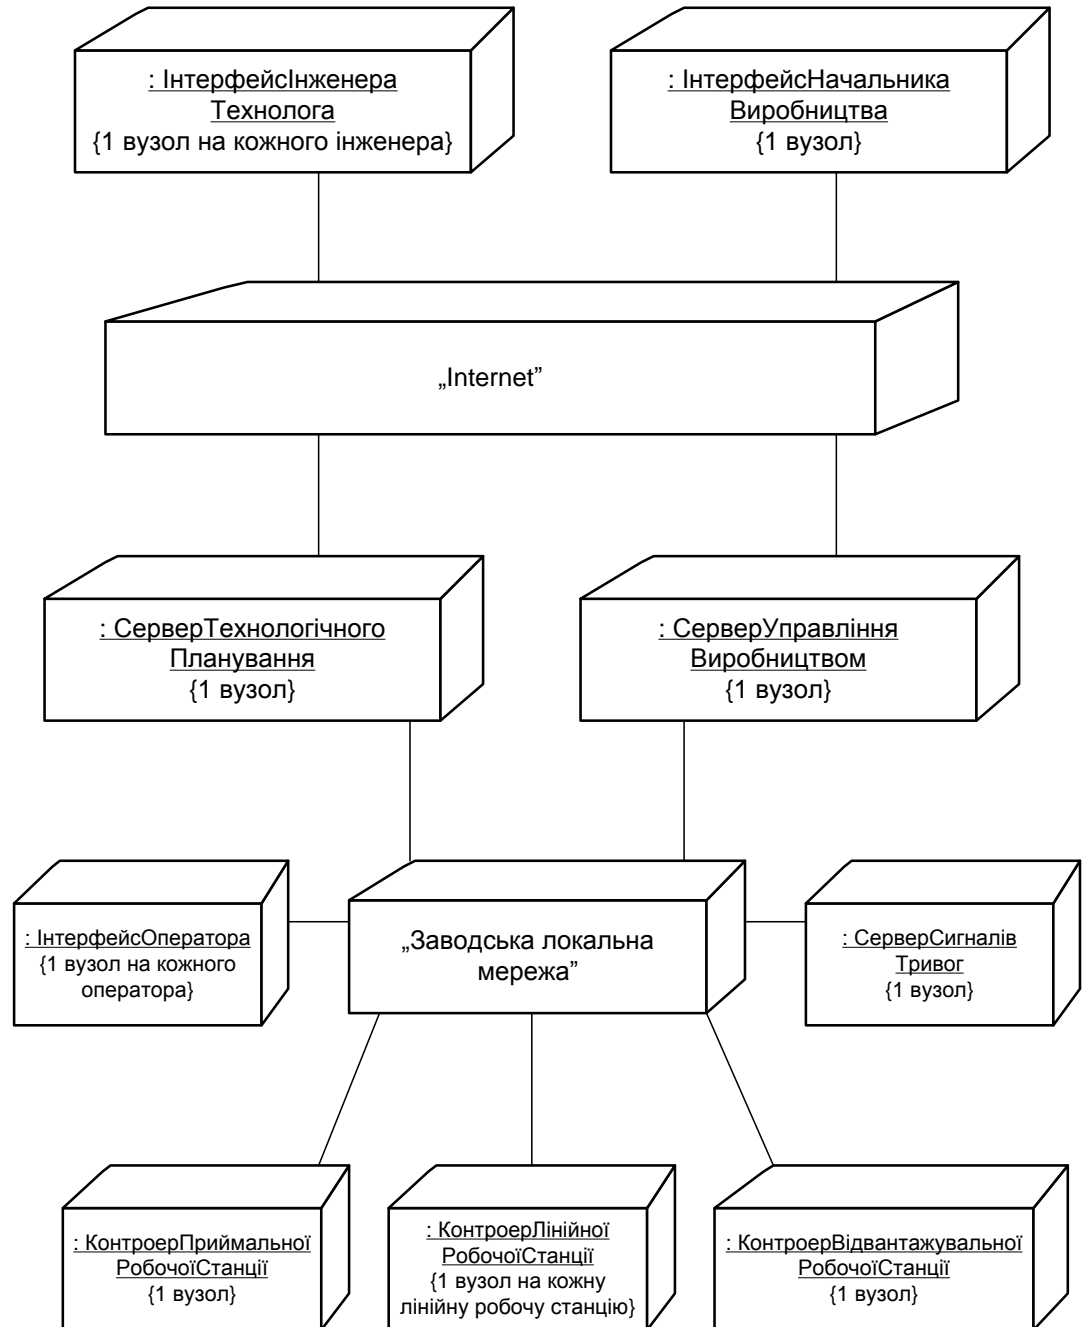 : ІнтерфейсІнженера
Технолога
{1 вузол на кожного інженера}
: ІнтерфейсНачальника
Виробництва
{1 вузол}
„Internet”
: СерверТехнологічного
Планування
{1 вузол}
: СерверУправління
Виробництвом
{1 вузол}
: ІнтерфейсОператора
{1 вузол на кожного
оператора}
„Заводська локальна
мережа”
: СерверСигналів
Тривог
{1 вузол}
: КонтроерПриймальної
РобочоїСтанції
{1 вузол}
: КонтроерЛінійної
РобочоїСтанції
{1 вузол на кожну
лінійну робочу станцію}
: КонтроерВідвантажувальної
РобочоїСтанції
{1 вузол}